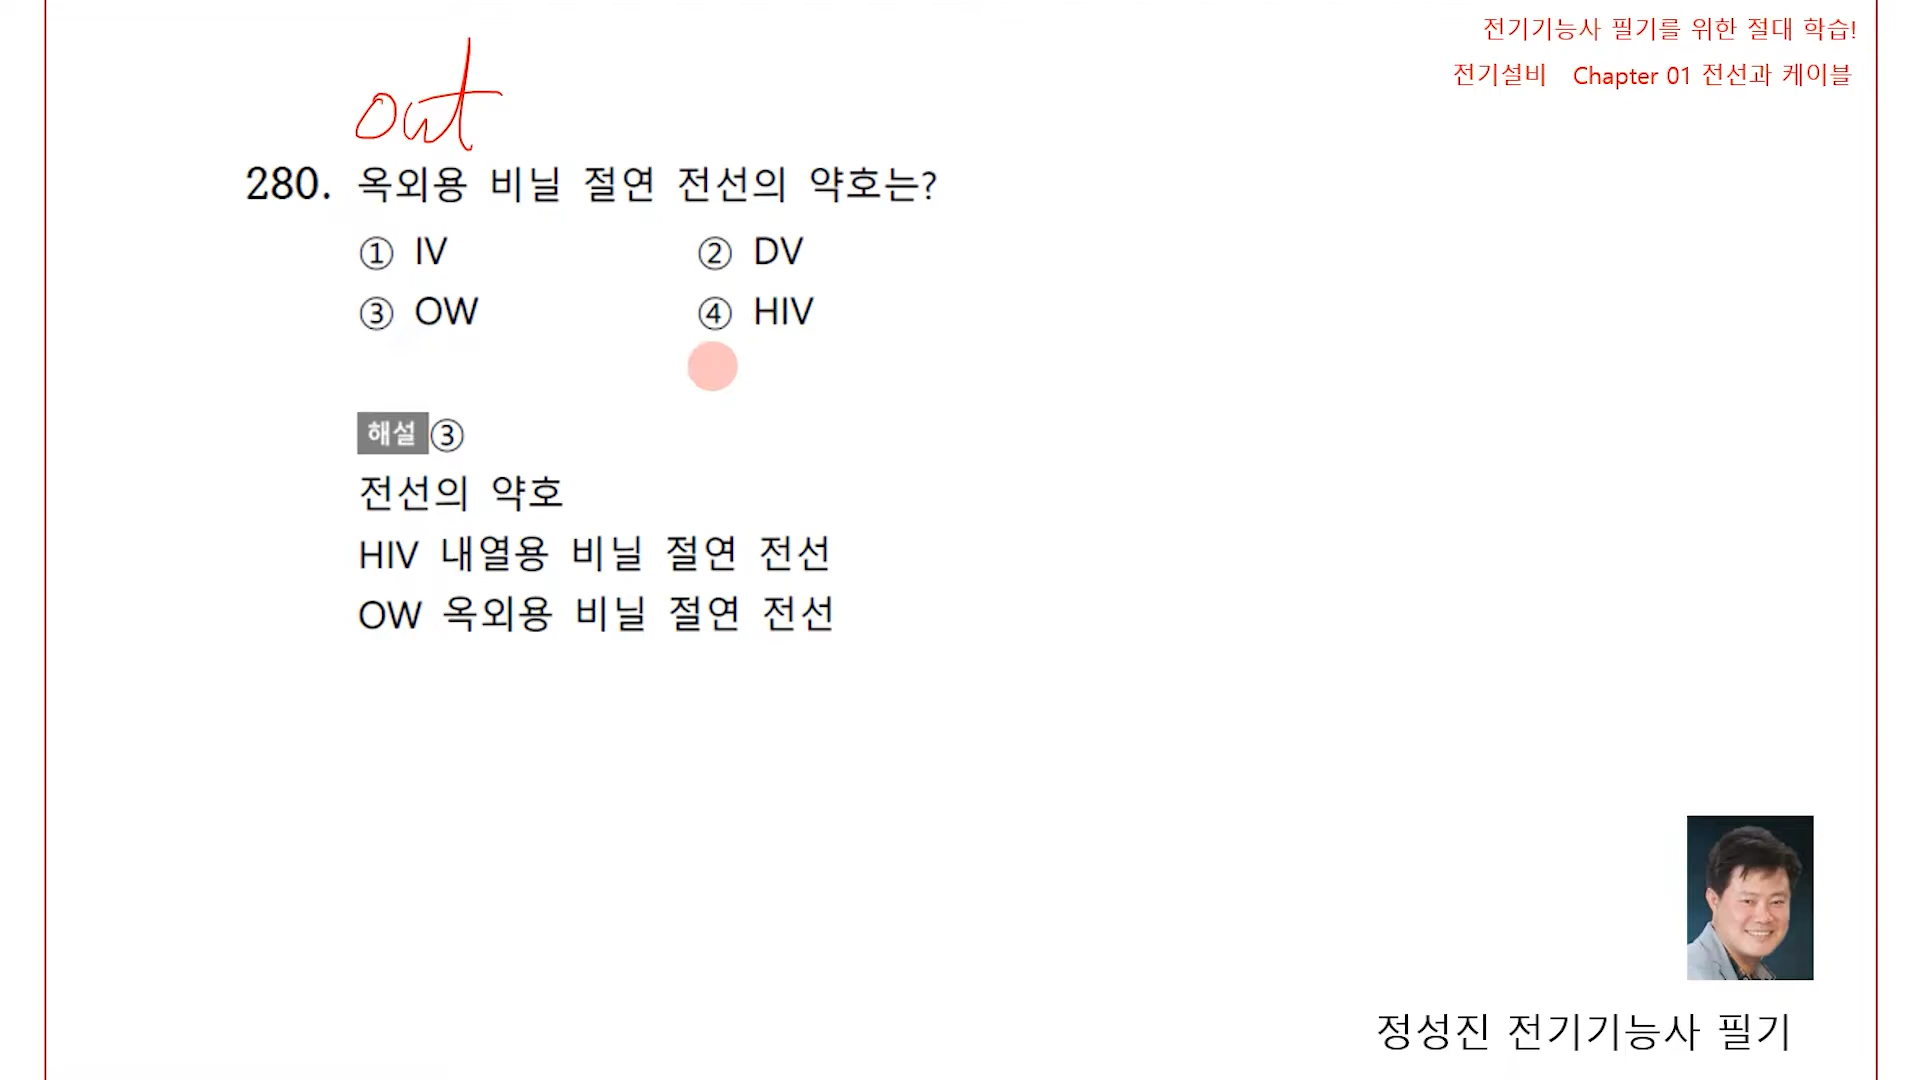 전기기능사 필기를 위한 절대 학습!
전기설비 Chapter 01 전선과 케이블
out
280. 옥외용 비닐 절연 전선의 약호는?
① IV ② DV
③ OW ④ HIV
해설 ③
전선의 약호
HIV 내열용 비닐 절연 전선
OW 옥외용 비닐 절연 전선
정성진 전기기능사 필기